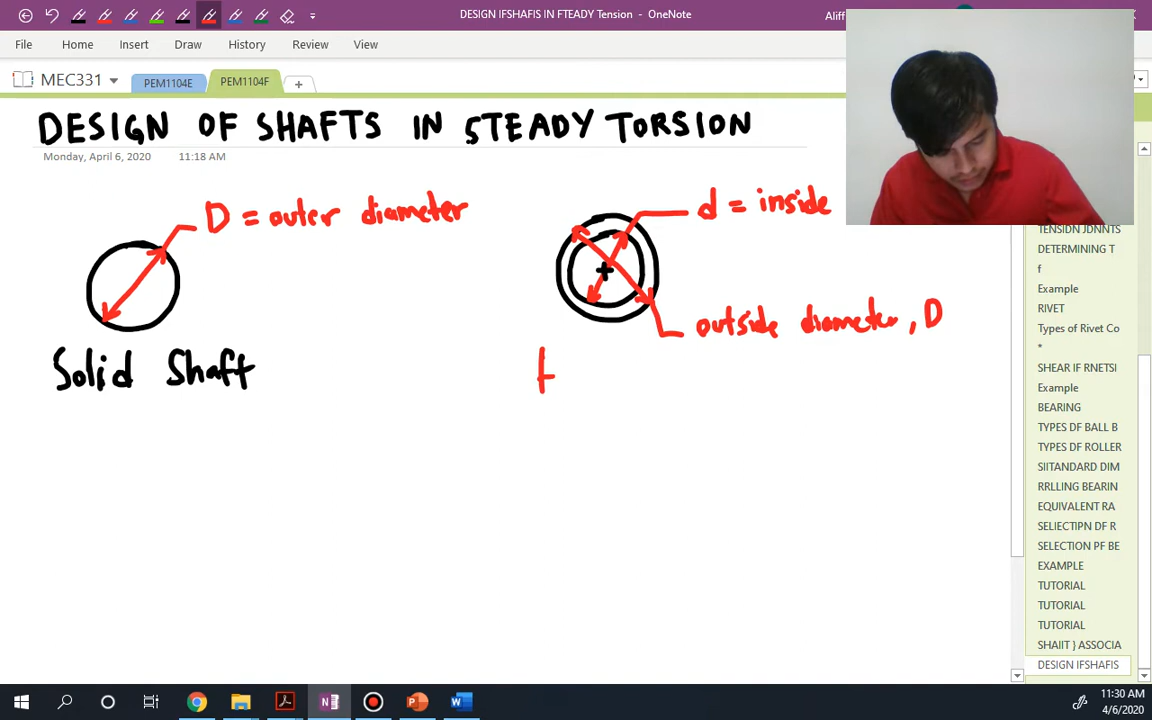 DESIGN IFSHAFIS IN FTEADY Tension - OneNote
Aliff
File Home Insert Draw History Review View
MEC331 PEM1104E PEM1104F
DESIGN OF SHAFTS IN STEADY TORSION
Monday, April 6, 2020 11:18 AM
D = outer diameter
d = inside
outside diameter, D
Solid Shaft
TENSIDN JDNNTS
DETERMINING T
f
Example
RIVET
Types of Rivet Co
*
SHEAR IF RNETSI
Example
BEARING
TYPES DF BALL B
TYPES DF ROLLER
SIITANDARD DIM
RRLLING BEARIN
EQUIVALENT RA
SELIECTIPN DF R
SELECTION PF BE
EXAMPLE
TUTORIAL
TUTORIAL
TUTORIAL
SHAIIT } ASSOCIA
DESIGN IFSHAFIS
11:30 AM
4/6/2020